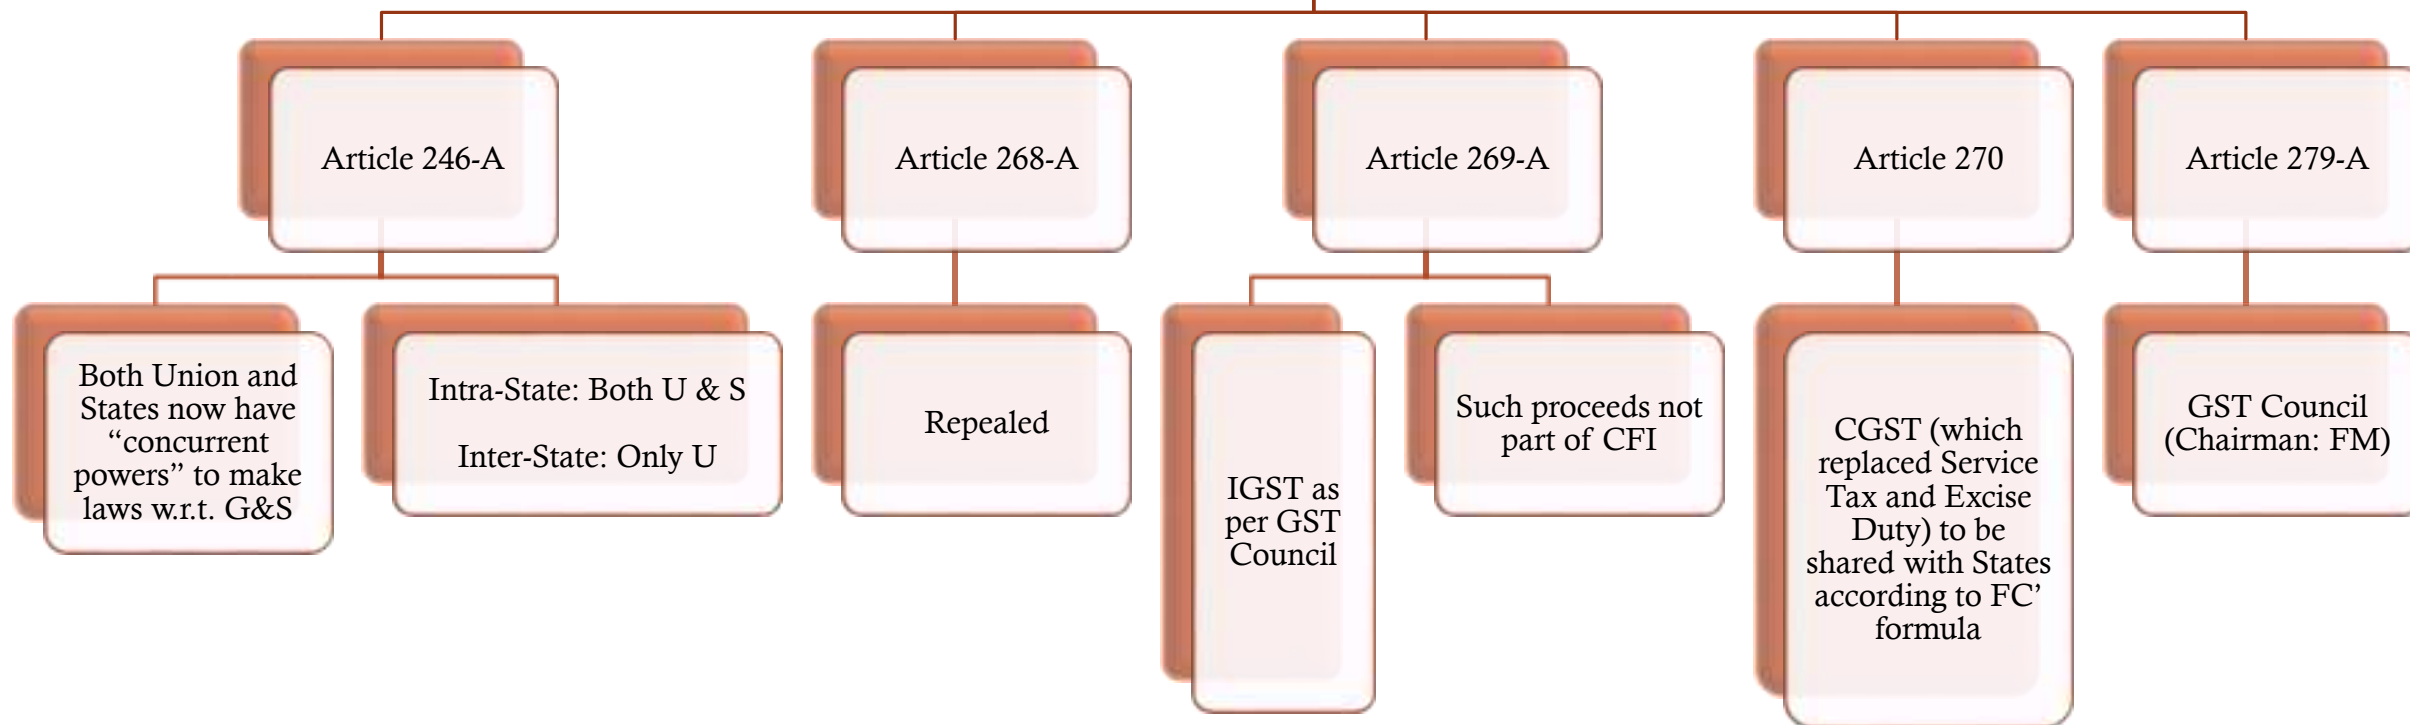 Article 246-A
Article 268-A
Article 269-A
Article 270
Article 279-A
Both Union and
States now have
“concurrent
powers” to make
laws w.r.t. G&S
Intra-State: Both U & S
Inter-State: Only U
Repealed
IGST as
per GST
Council
Such proceeds not
part of CFI
CGST (which
replaced Service
Tax and Excise
Duty) to be
shared with States
according to FC’
formula
GST Council
(Chairman: FM)